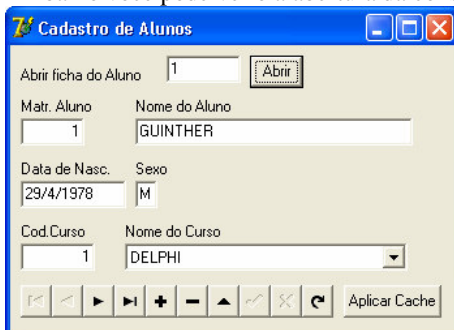 Cadastro de Alunos
Abrir ficha do Aluno 1 Abrir
Matr. Aluno Nome do Aluno
1 GUINTHER
Data de Nasc. Sexo
29/4/1978 M
Cod.Curso Nome do Curso
1 DELPHI
Aplicar Cache